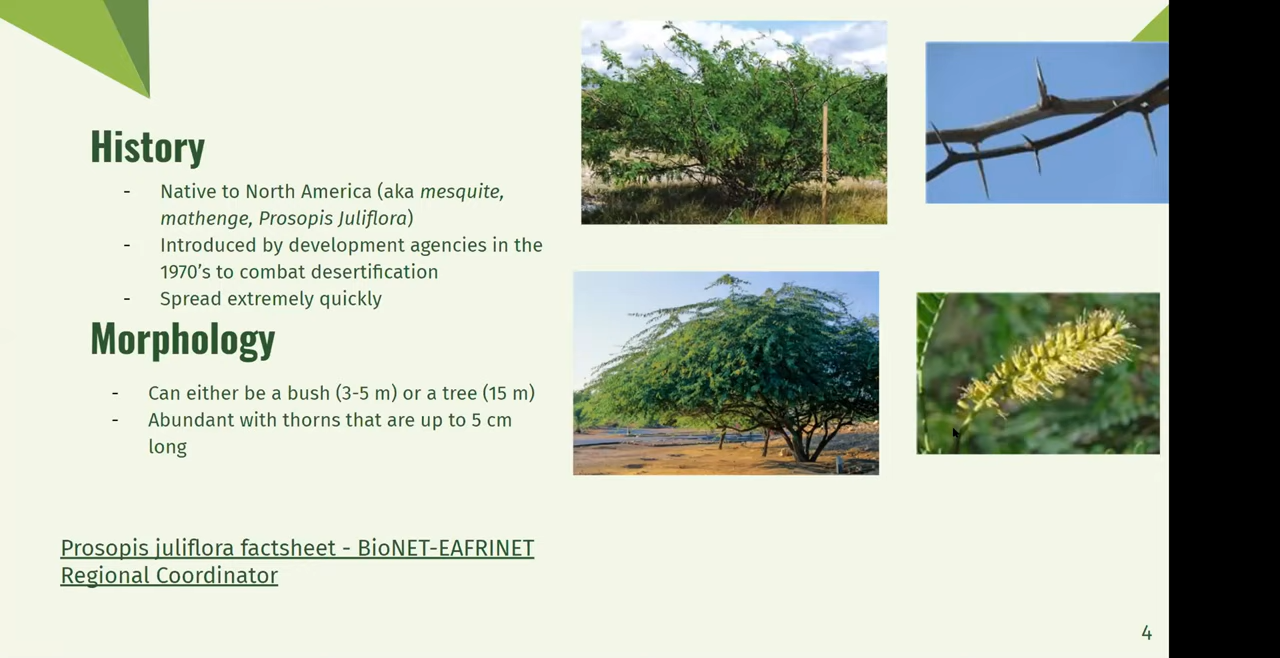 History
- Native to North America (aka mesquite,
mathenge, Prosopis Juliflora)
- Introduced by development agencies in the
1970's to combat desertification
- Spread extremely quickly
Morphology
- Can either be a bush (3-5 m) or a tree (15 m)
- Abundant with thorns that are up to 5 cm
long
Prosopis juliflora factsheet - BioNET-EAFRINET
Regional Coordinator
4